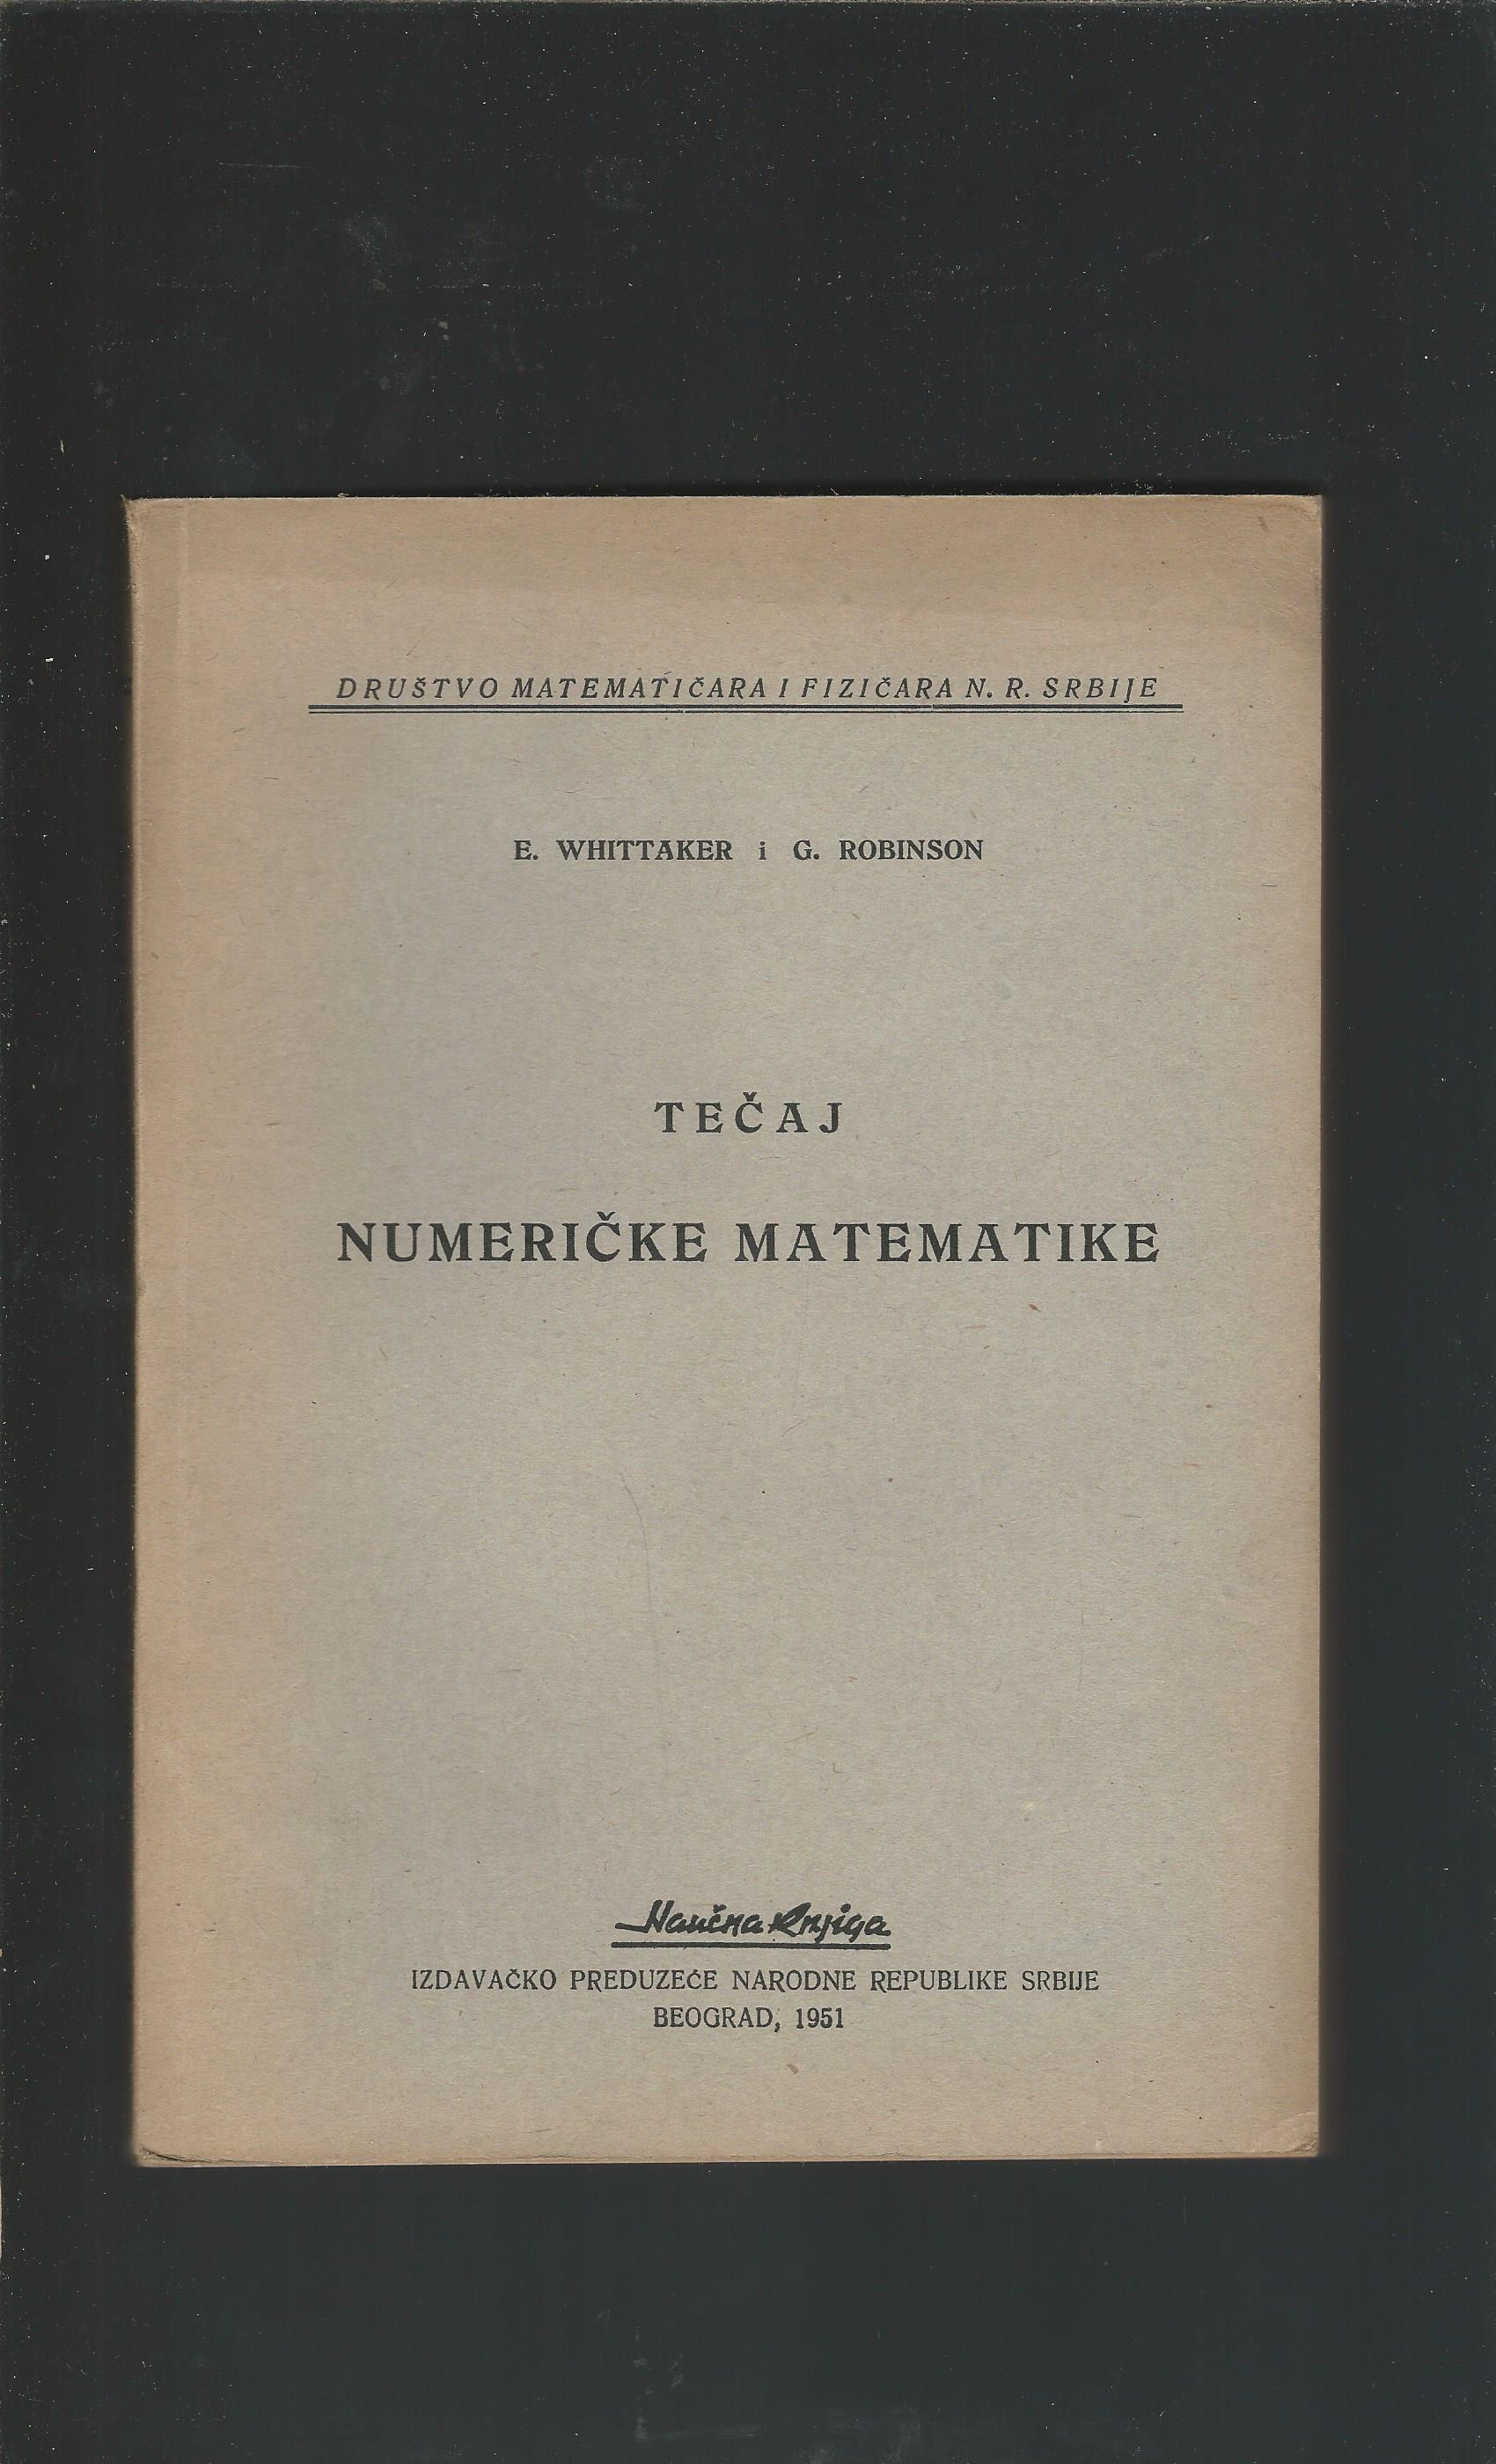 DRUŠTVO MATEMATIČARA I FIZIČARA N. R. SRBIJE
E. WHITTAKER i G. ROBINSON
TEČAJ
NUMERIČKE MATEMATIKE
Naučna Knjiga
IZDAVAČKO PREDUZEĆE NARODNE REPUBLIKE SRBIJE
BEOGRAD, 1951